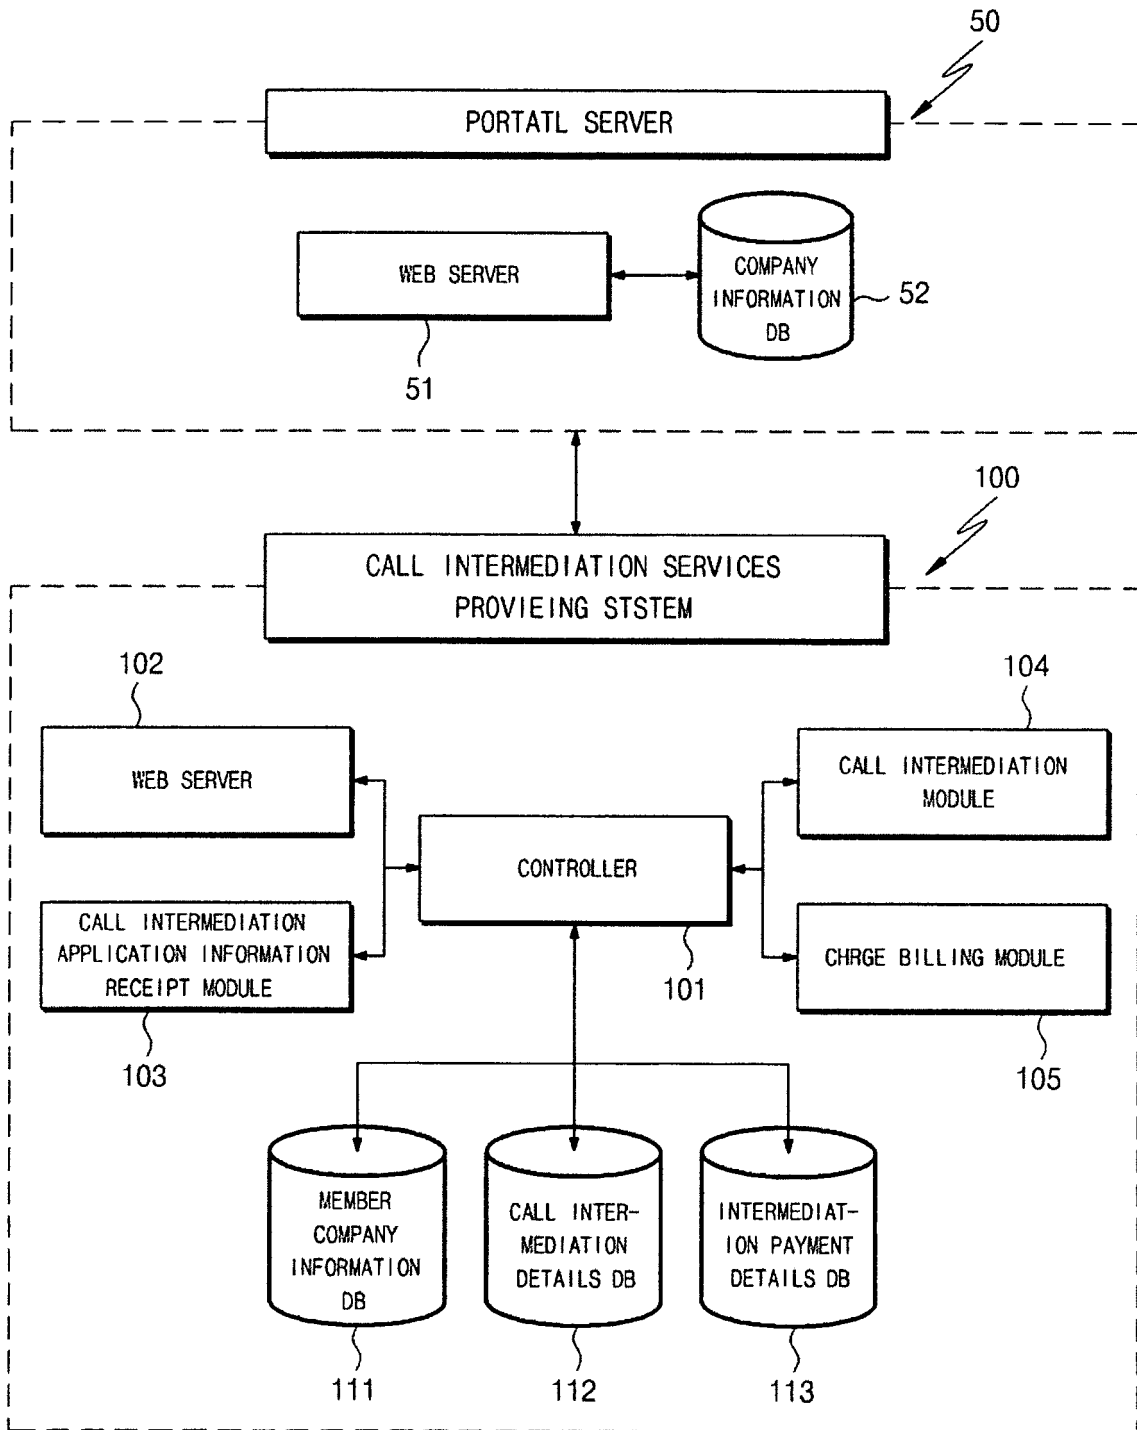 50
PORTATL SERVER
WEB SERVER
COMPANY
INFORMATION
DB
52
51
100
CALL INTERMEDIATION SERVICES
PROVIEING STSTEM
102
104
WEB SERVER
CALL INTERMEDIATION
MODULE
CONTROLLER
CALL INTERMEDIATION
APPLICATION INFORMATION
RECEIPT MODULE
CHRGE BILLING MODULE
101
103
105
MEMBER
COMPANY
INFORMATION
DB
CALL INTER-
MEDIATION
DETAILS DB
INTERMEDIAT-
ION PAYMENT
DETAILS DB
111
112
113